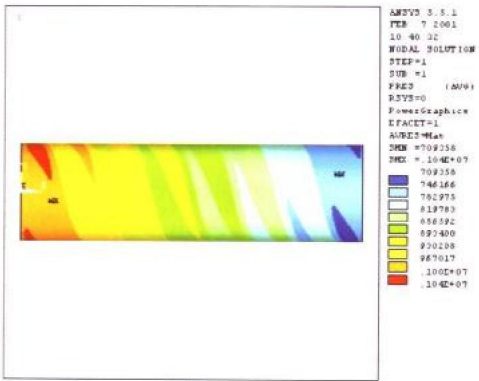 1
ANSYS 5.5.1
FEB 7 2001
10 40 32
NODAL SOLUTION
STEP=1
SUB =1
PRES (AVG)
RSYS=0
PowerGraphics
EFACET=1
AVRES=Mat
SMN =709358
SMX =.104E+07
709358
746166
782975
819783
856592
893400
930208
967017
.100E+07
.104E+07
MX